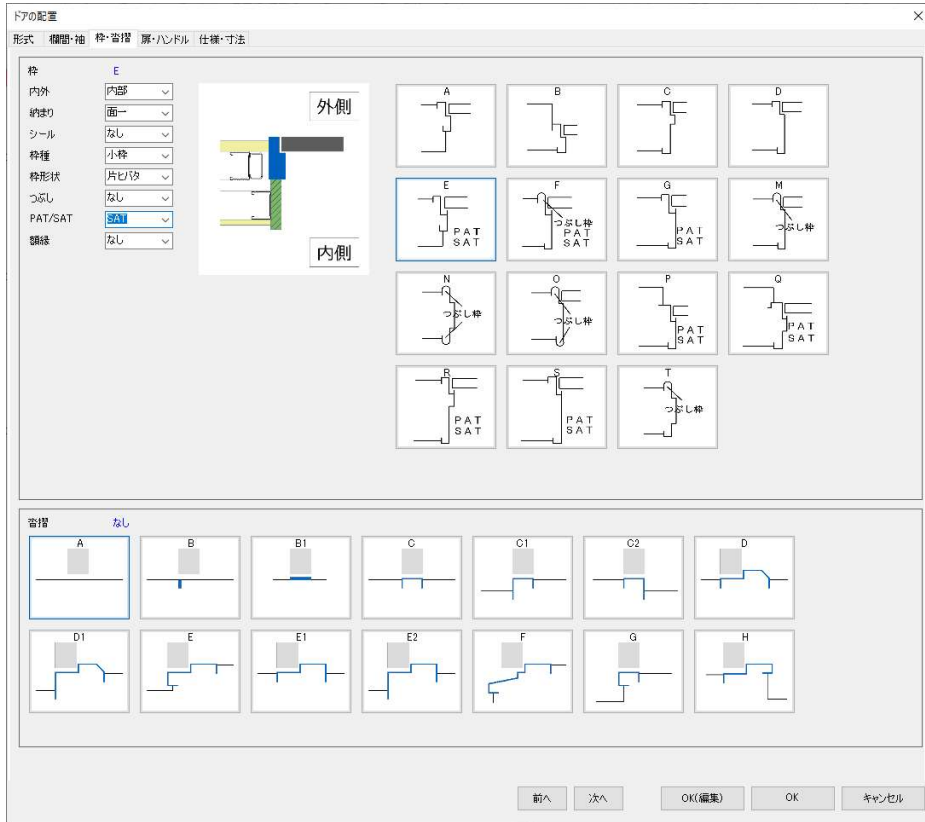 ドアの配置
形式 欄間・袖 枠・沓摺 扉・ハンドル 仕様・寸法
枠 E
内外 内部
納まり 面一
シール なし
枠種 小枠
枠形状 片ヒバタ
つぶし なし
PAT/SAT SAT
額縁 なし
外側
内側
A B C D
E F G M
PAT
SAT
つぶし枠
PAT
SAT
PAT
SAT
つぶし枠
N O P Q
つぶし枠
つぶし枠
PAT
SAT
PAT
SAT
R S T
PAT
SAT
PAT
SAT
つぶし枠
沓摺 なし
A B B1 C C1 C2 D
D1 E E1 E2 F G H
前へ 次へ OK(編集) OK キャンセル